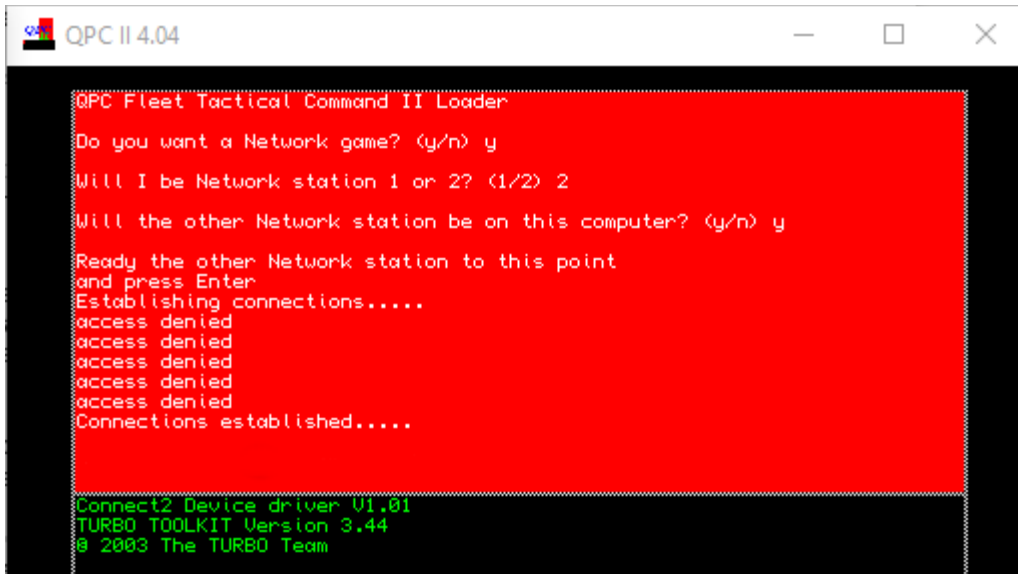 QPC II 4.04
QPC Fleet Tactical Command II Loader
Do you want a Network game? (y/n) y
Will I be Network station 1 or 2? (1/2) 2
Will the other Network station be on this computer? (y/n) y
Ready the other Network station to this point
and press Enter
Establishing connections.....
access denied
access denied
access denied
access denied
access denied
Connections established.....
Connect2 Device driver V1.01
TURBO TOOLKIT Version 3.44
© 2003 The TURBO Team